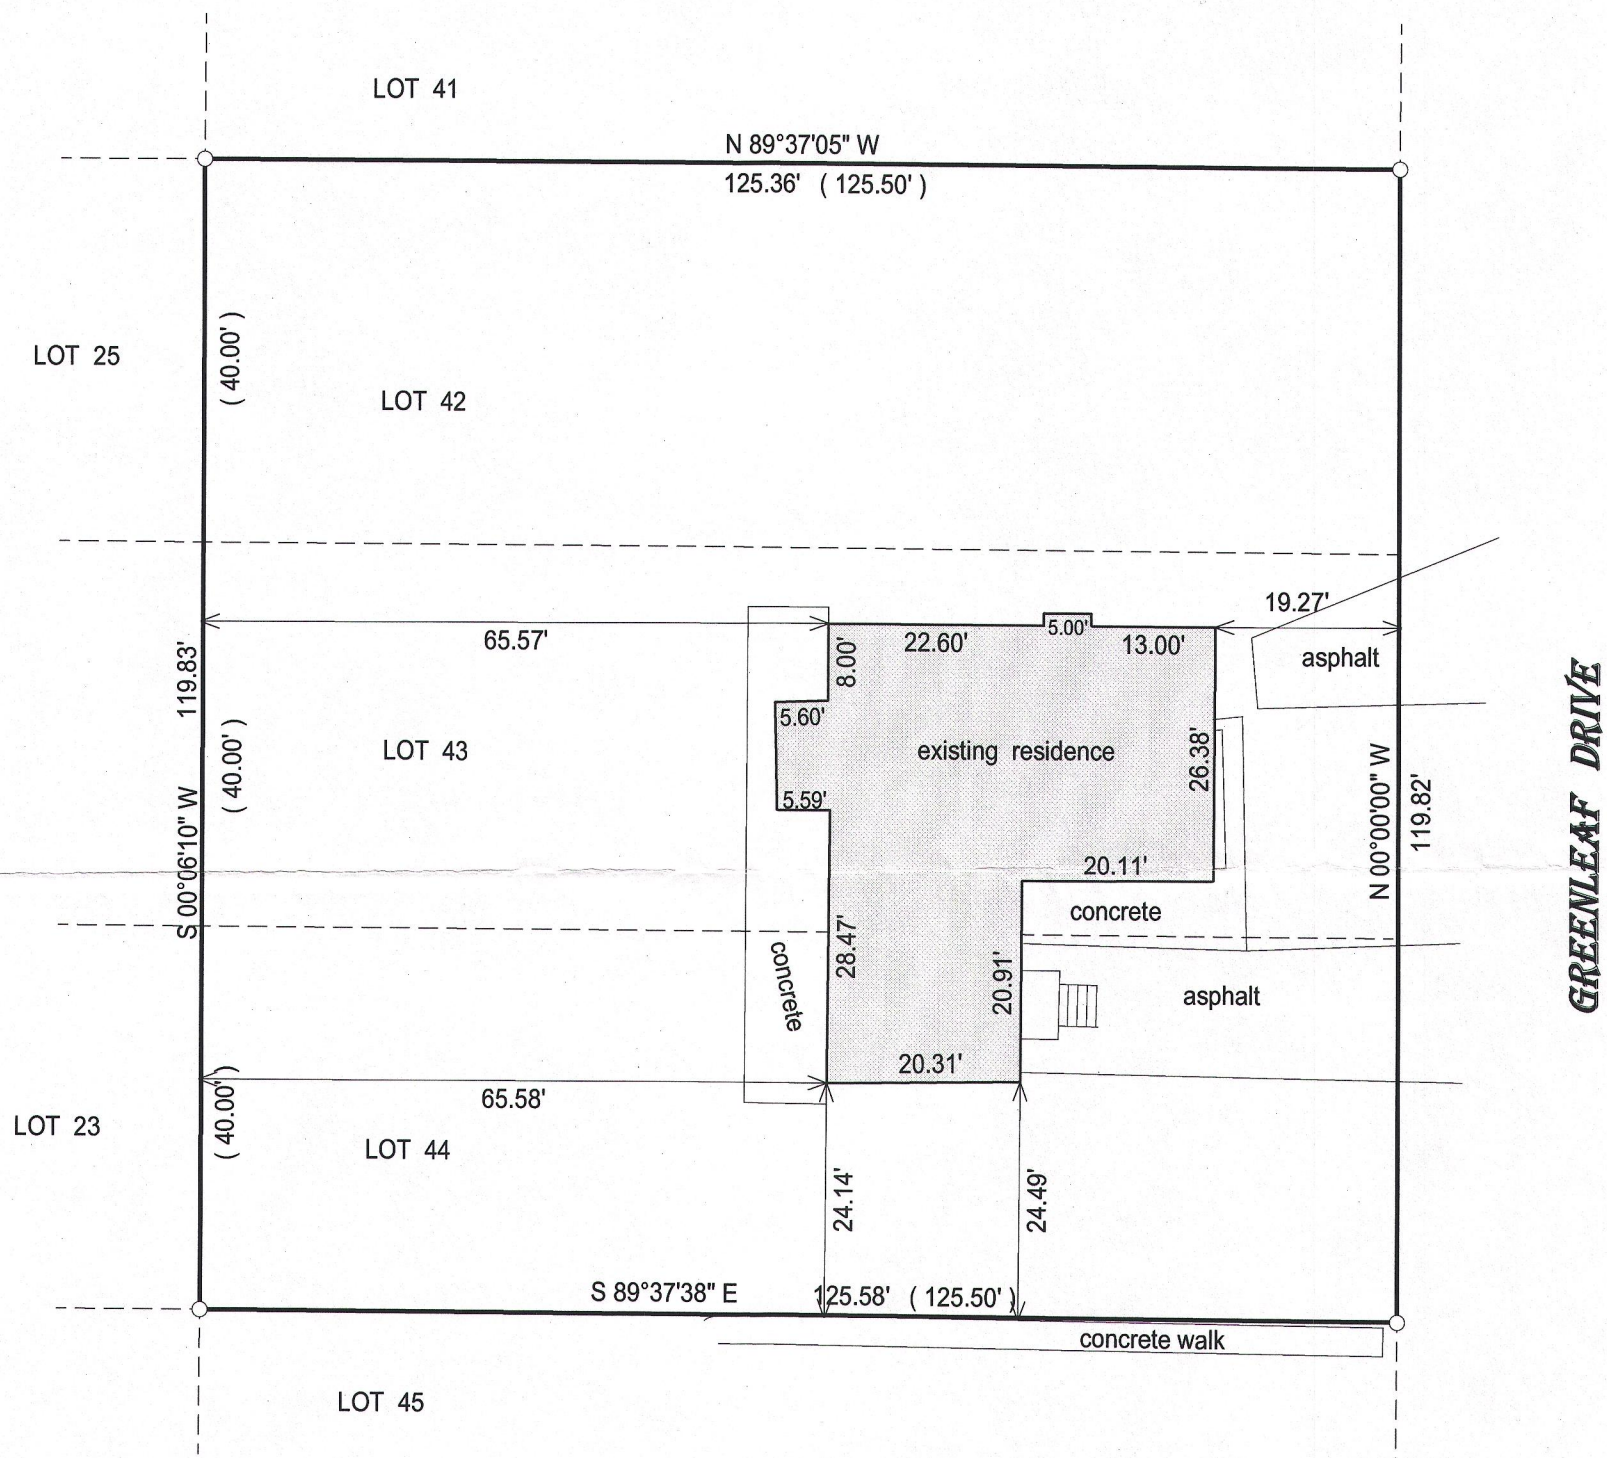 LOT 41
N 89°37'05" W
125.36' ( 125.50' )
( 40.00' )
LOT 25
LOT 42
19.27'
65.57'
8.00'
22.60'
5.00'
13.00'
asphalt
119.83'
S 00°06'10" W
( 40.00' )
LOT 43
5.60'
existing residence
26.38'
5.59'
N 00°00'00" W
119.82'
GREENLEAF DRIVE
20.11'
concrete
28.47'
concrete
20.91'
asphalt
20.31'
65.58'
( 40.00' )
LOT 23
LOT 44
24.14'
24.49'
S 89°37'38" E
125.58' ( 125.50' )
concrete walk
LOT 45